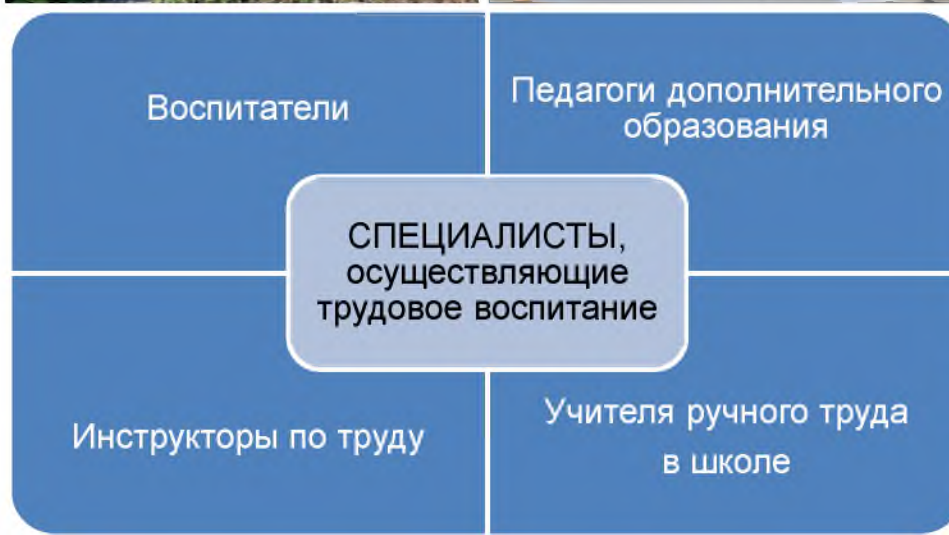 Воспитатели
Педагоги дополнительного
образования
СПЕЦИАЛИСТЫ,
осуществляющие
трудовое воспитание
Инструкторы по труду
Учителя ручного труда
в школе